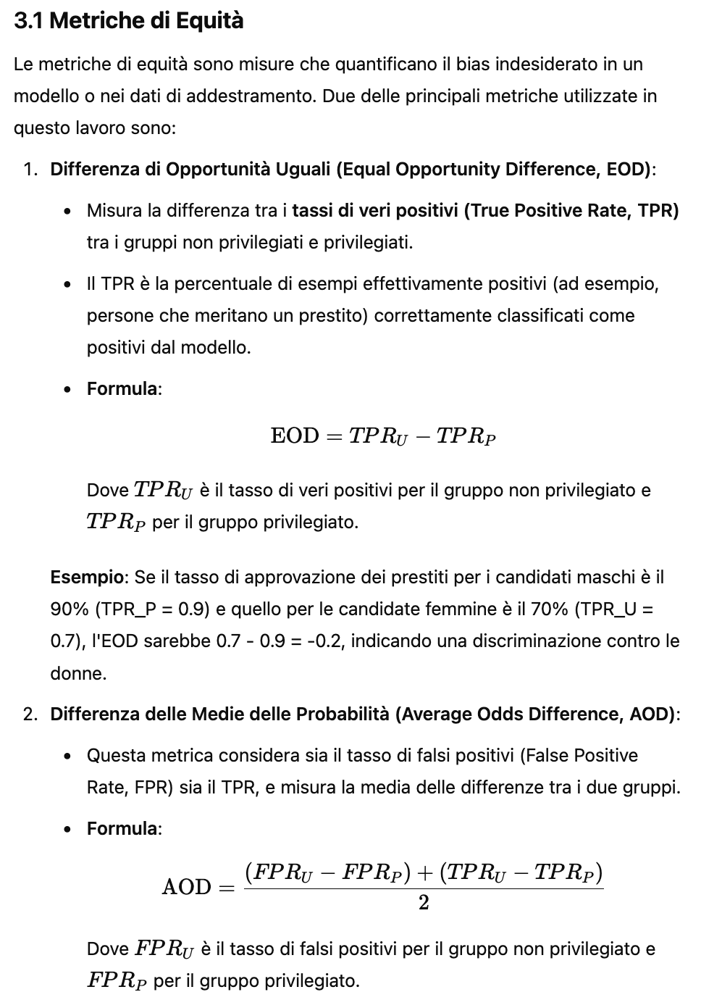 3.1 Metriche di Equità
Le metriche di equità sono misure che quantificano il bias indesiderato in un
modello o nei dati di addestramento. Due delle principali metriche utilizzate in
questo lavoro sono:
1. Differenza di Opportunità Uguali (Equal Opportunity Difference, EOD):
• Misura la differenza tra i tassi di veri positivi (True Positive Rate, TPR)
tra i gruppi non privilegiati e privilegiati.
• Il TPR è la percentuale di esempi effettivamente positivi (ad esempio,
persone che meritano un prestito) correttamente classificati come
positivi dal modello.
• Formula:
EOD = TPR_U − TPR_P
Dove TPR_U è il tasso di veri positivi per il gruppo non privilegiato e
TPR_P per il gruppo privilegiato.
Esempio: Se il tasso di approvazione dei prestiti per i candidati maschi è il
90% (TPR_P = 0.9) e quello per le candidate femmine è il 70% (TPR_U =
0.7), l'EOD sarebbe 0.7 - 0.9 = -0.2, indicando una discriminazione contro le
donne.
2. Differenza delle Medie delle Probabilità (Average Odds Difference, AOD):
• Questa metrica considera sia il tasso di falsi positivi (False Positive
Rate, FPR) sia il TPR, e misura la media delle differenze tra i due gruppi.
• Formula:
AOD = (FPR_U − FPR_P) + (TPR_U − TPR_P) / 2
Dove FPR_U è il tasso di falsi positivi per il gruppo non privilegiato e
FPR_P per il gruppo privilegiato.